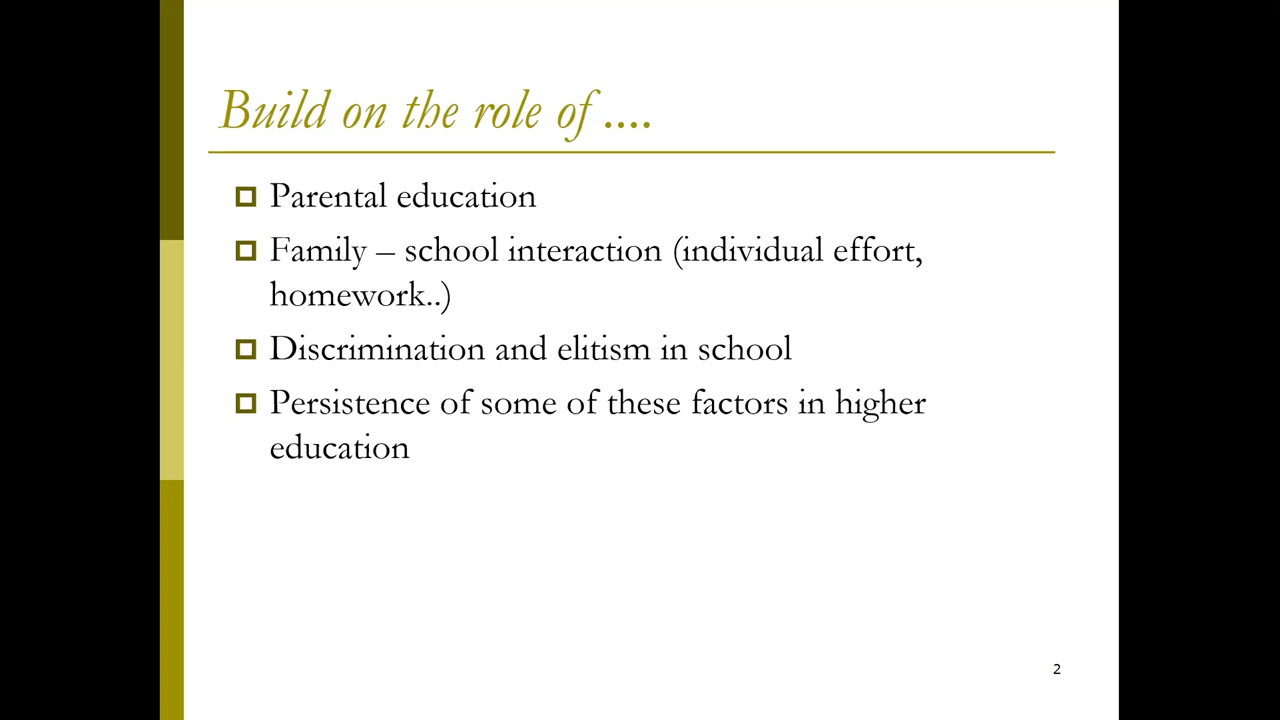 Build on the role of ....
Parental education
Family – school interaction (individual effort,
homework..)
Discrimination and elitism in school
Persistence of some of these factors in higher
education
2